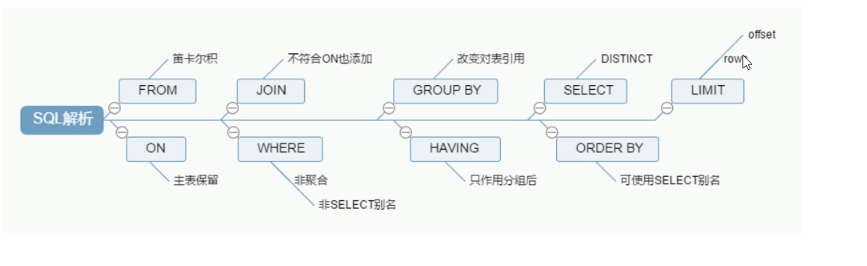 SQL解析
FROM
笛卡尔积
ON
主表保留
JOIN
不符合ON也添加
WHERE
非聚合
非SELECT别名
GROUP BY
改变对表引用
HAVING
只作用分组后
SELECT
DISTINCT
ORDER BY
可使用SELECT别名
LIMIT
offset